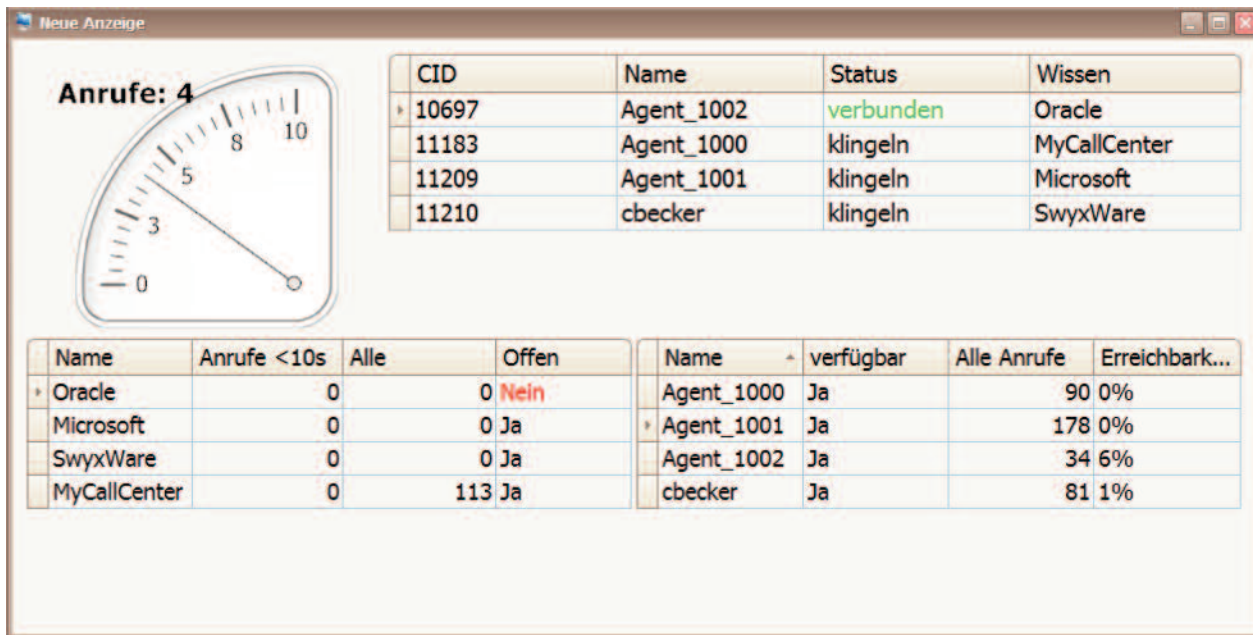 Neue Anzeige
Anrufe: 4
0
3
5
8
10
CID Name Status Wissen
10697 Agent_1002 verbunden Oracle
11183 Agent_1000 klingeln MyCallCenter
11209 Agent_1001 klingeln Microsoft
11210 cbecker klingeln SwyxWare
Name Anrufe <10s Alle Offen
Oracle 0 0 Nein
Microsoft 0 0 Ja
SwyxWare 0 0 Ja
MyCallCenter 0 113 Ja
Name verfügbar Alle Anrufe Erreichbark...
Agent_1000 Ja 90 0%
Agent_1001 Ja 178 0%
Agent_1002 Ja 34 6%
cbecker Ja 81 1%